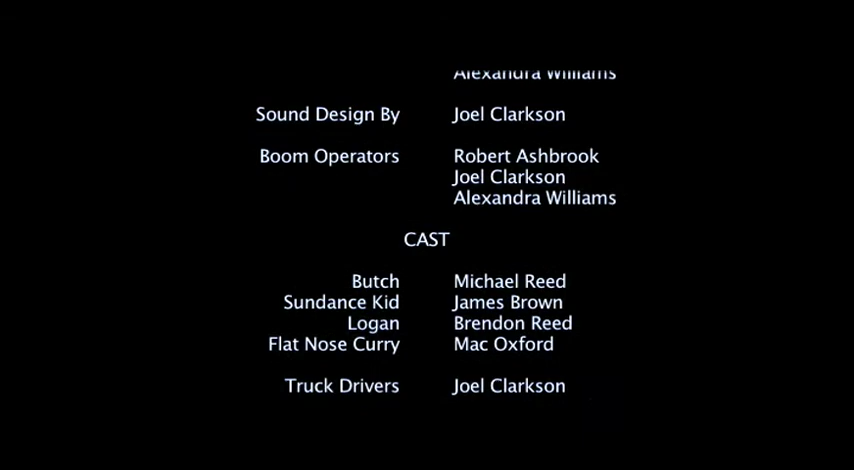 Alexandra Williams
Sound Design By Joel Clarkson
Boom Operators Robert Ashbrook
Joel Clarkson
Alexandra Williams
CAST
Butch Michael Reed
Sundance Kid James Brown
Logan Brendon Reed
Flat Nose Curry Mac Oxford
Truck Drivers Joel Clarkson